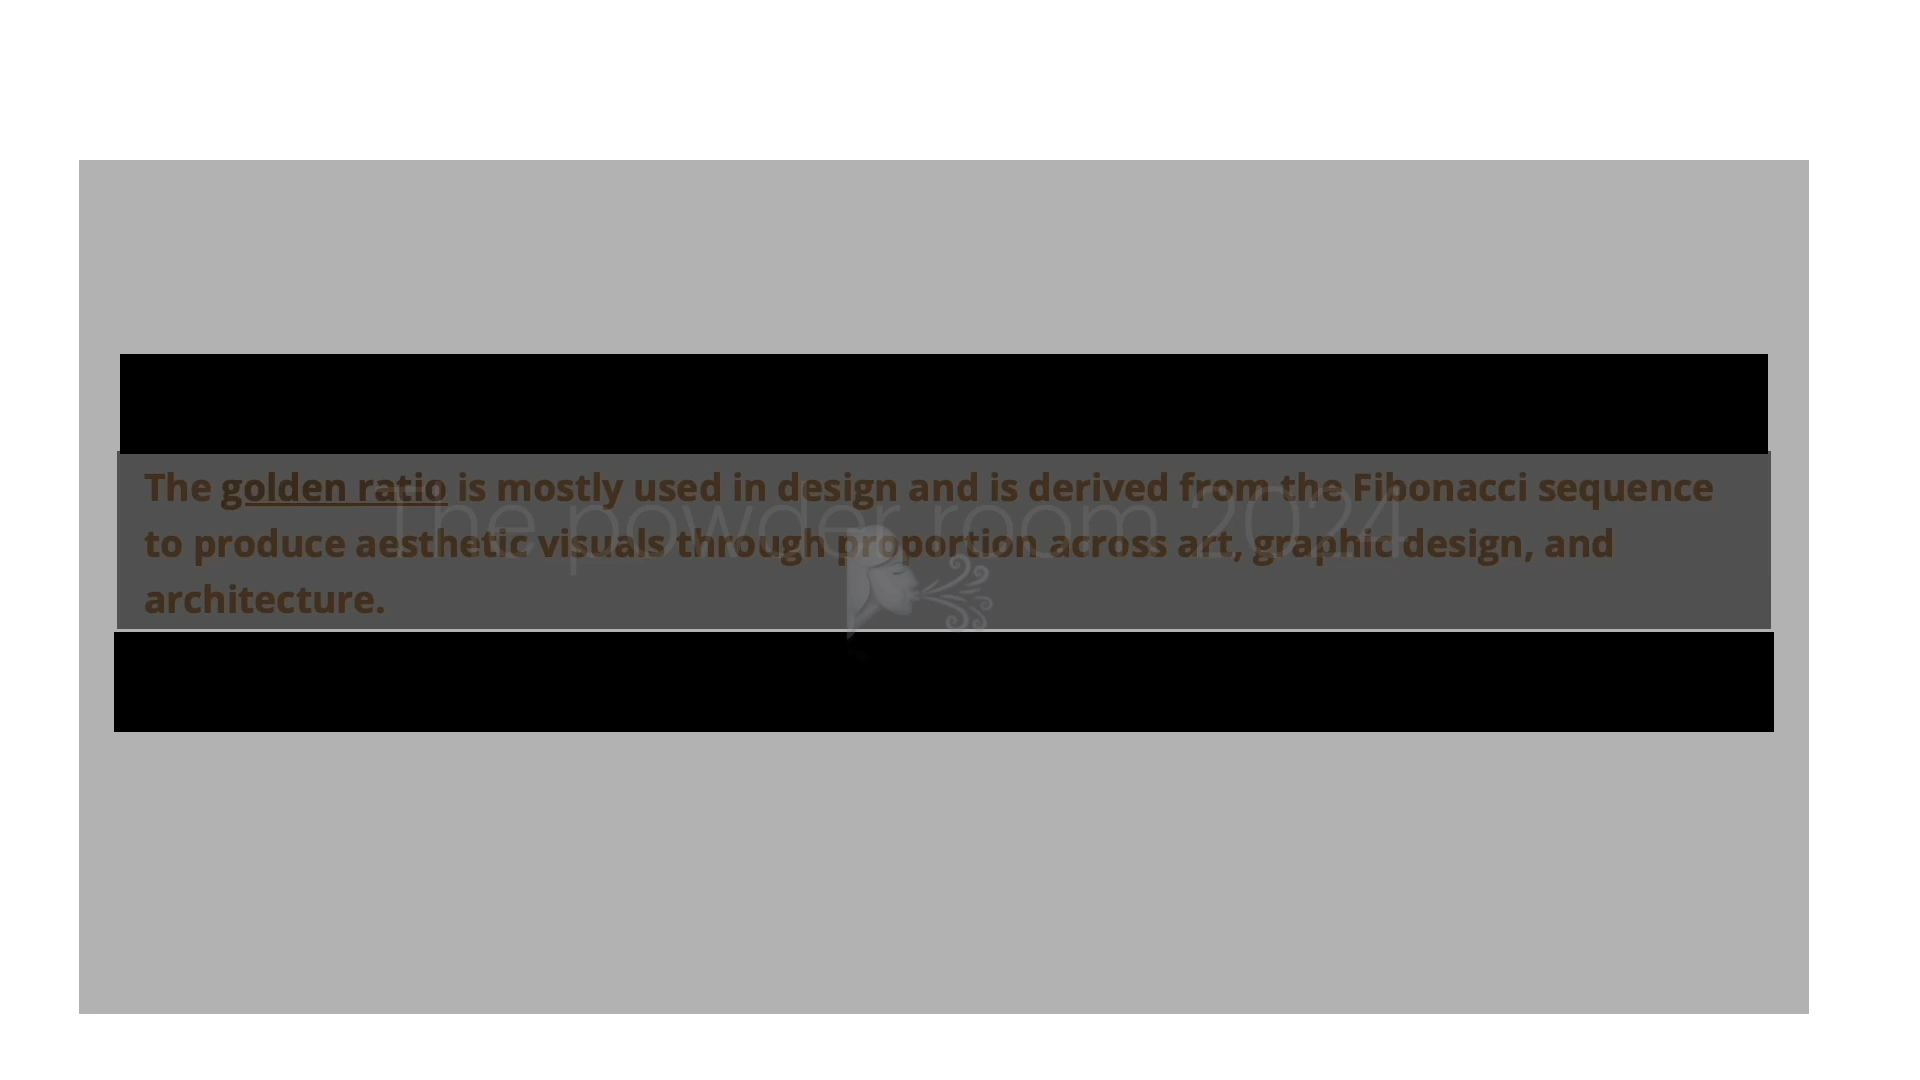 The golden ratio is mostly used in design and is derived from the Fibonacci sequence
to produce aesthetic visuals through proportion across art, graphic design, and
architecture.
The powder room 2024